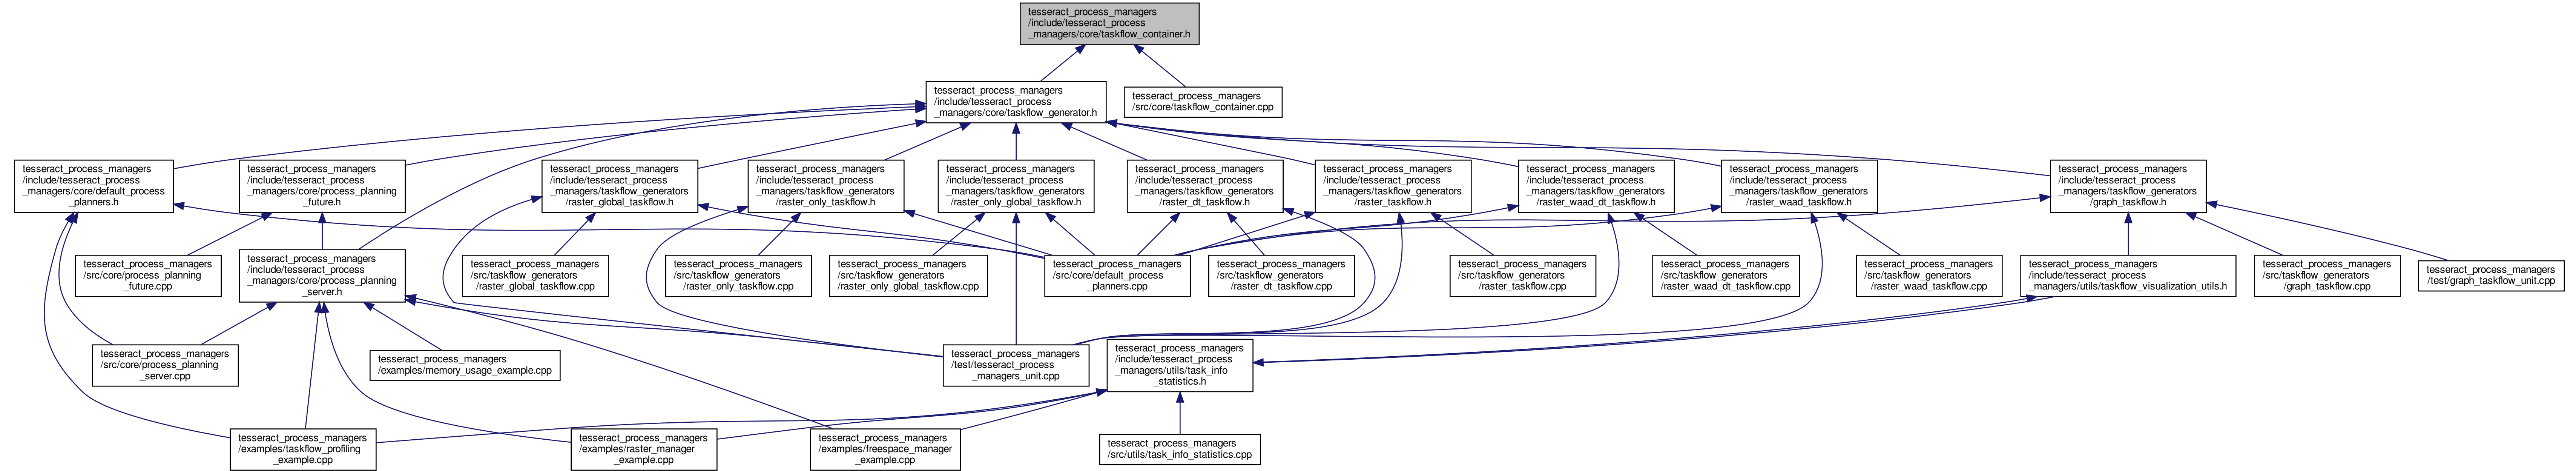 tesseract_process_managers
/include/tesseract_process
_managers/core/taskflow_container.h
tesseract_process_managers
/include/tesseract_process
_managers/core/taskflow_generator.h
tesseract_process_managers
/src/core/taskflow_container.cpp
tesseract_process_managers
/include/tesseract_process
_managers/core/default_process
_planners.h
tesseract_process_managers
/include/tesseract_process
_managers/core/process_planning
_future.h
tesseract_process_managers
/include/tesseract_process
_managers/taskflow_generators
/raster_global_taskflow.h
tesseract_process_managers
/include/tesseract_process
_managers/taskflow_generators
/raster_only_taskflow.h
tesseract_process_managers
/include/tesseract_process
_managers/taskflow_generators
/raster_only_global_taskflow.h
tesseract_process_managers
/include/tesseract_process
_managers/taskflow_generators
/raster_dt_taskflow.h
tesseract_process_managers
/include/tesseract_process
_managers/taskflow_generators
/raster_taskflow.h
tesseract_process_managers
/include/tesseract_process
_managers/taskflow_generators
/raster_waad_dt_taskflow.h
tesseract_process_managers
/include/tesseract_process
_managers/taskflow_generators
/raster_waad_taskflow.h
tesseract_process_managers
/include/tesseract_process
_managers/taskflow_generators
/graph_taskflow.h
tesseract_process_managers
/src/core/process_planning
_future.cpp
tesseract_process_managers
/include/tesseract_process
_managers/core/process_planning
_server.h
tesseract_process_managers
/src/taskflow_generators
/raster_global_taskflow.cpp
tesseract_process_managers
/src/taskflow_generators
/raster_only_taskflow.cpp
tesseract_process_managers
/src/taskflow_generators
/raster_only_global_taskflow.cpp
tesseract_process_managers
/src/core/default_process
_planners.cpp
tesseract_process_managers
/src/taskflow_generators
/raster_dt_taskflow.cpp
tesseract_process_managers
/src/taskflow_generators
/raster_taskflow.cpp
tesseract_process_managers
/src/taskflow_generators
/raster_waad_dt_taskflow.cpp
tesseract_process_managers
/src/taskflow_generators
/raster_waad_taskflow.cpp
tesseract_process_managers
/include/tesseract_process
_managers/utils/taskflow_visualization_utils.h
tesseract_process_managers
/src/taskflow_generators
/graph_taskflow.cpp
tesseract_process_managers
/test/graph_taskflow_unit.cpp
tesseract_process_managers
/src/core/process_planning
_server.cpp
tesseract_process_managers
/examples/memory_usage_example.cpp
tesseract_process_managers
/test/tesseract_process
_managers_unit.cpp
tesseract_process_managers
/include/tesseract_process
_managers/utils/task_info
_statistics.h
tesseract_process_managers
/examples/taskflow_profiling
_example.cpp
tesseract_process_managers
/examples/raster_manager
_example.cpp
tesseract_process_managers
/examples/freespace_manager
_example.cpp
tesseract_process_managers
/src/utils/task_info_statistics.cpp